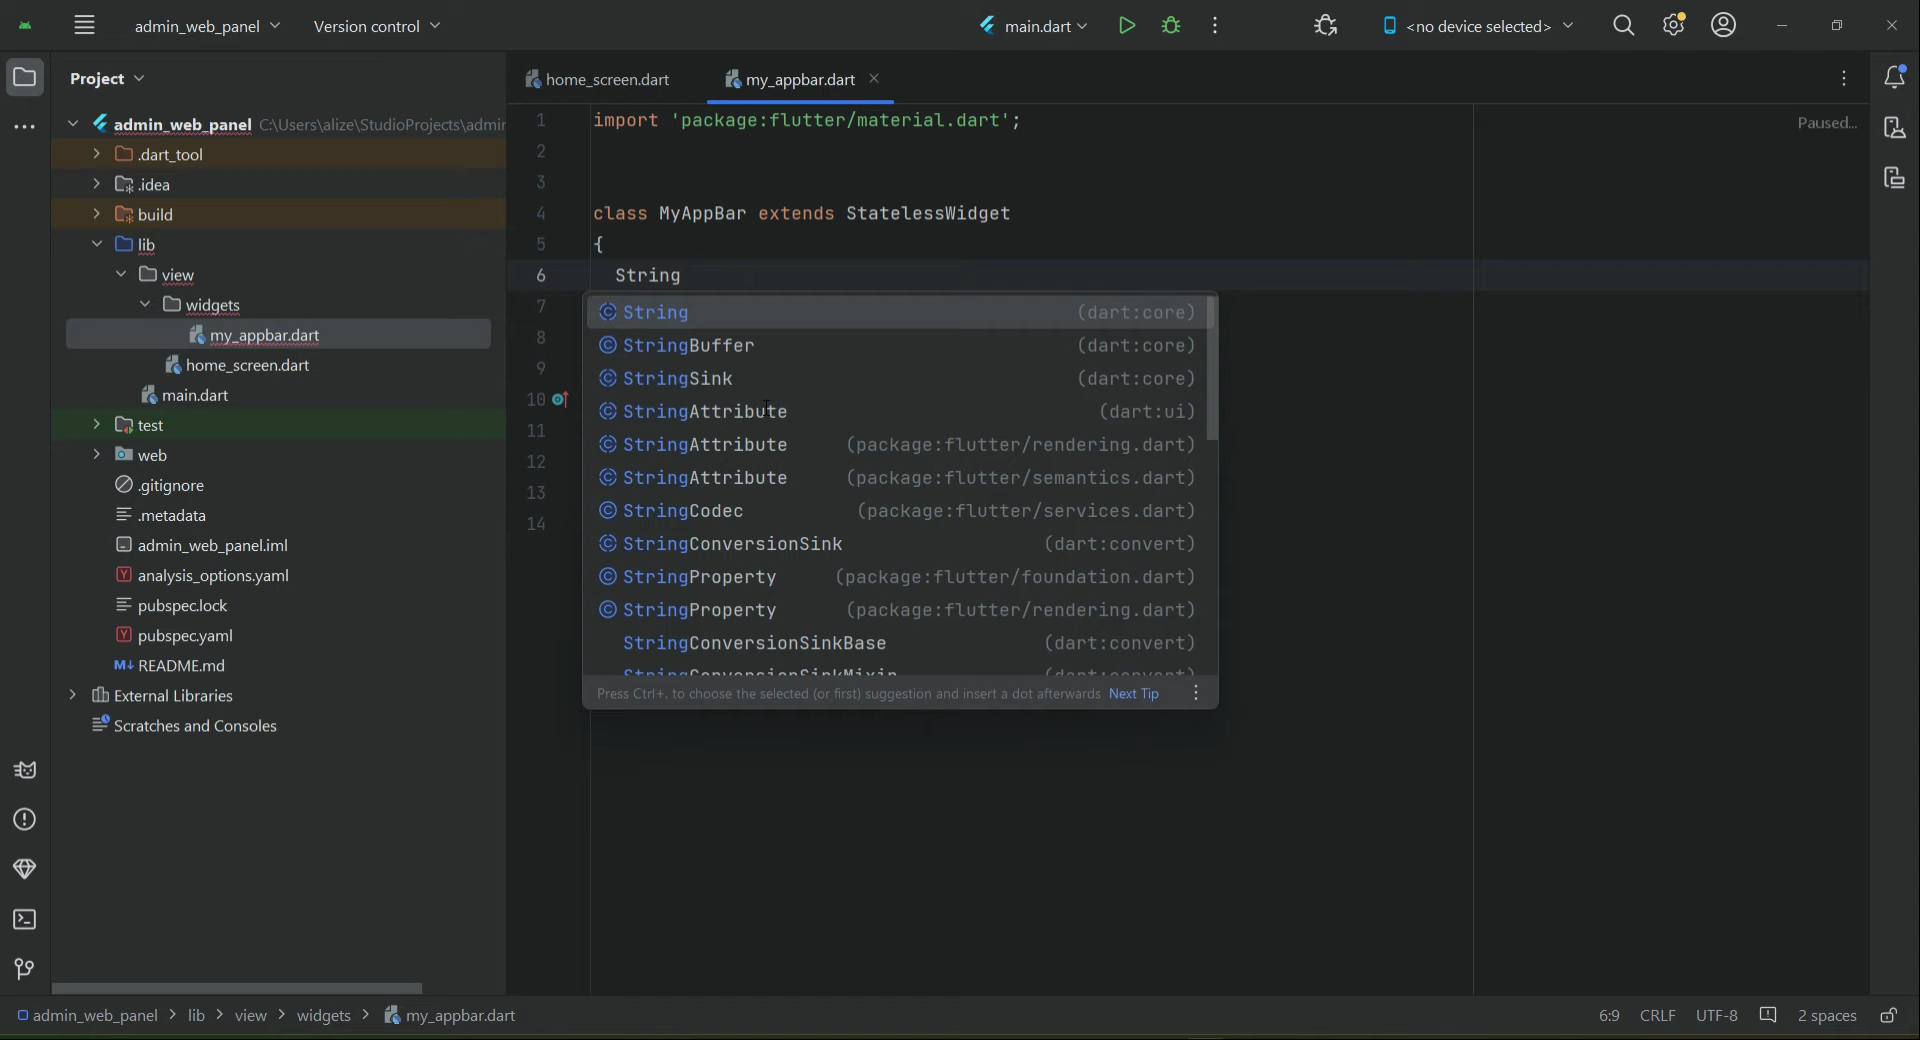 admin_web_panel
Version control
main.dart
<no device selected>
Project
home_screen.dart
my_appbar.dart
admin_web_panel C:\Users\alize\StudioProjects\admin
.dart_tool
.idea
build
lib
view
widgets
my_appbar.dart
home_screen.dart
main.dart
test
web
.gitignore
.metadata
admin_web_panel.iml
analysis_options.yaml
pubspec.lock
pubspec.yaml
README.md
External Libraries
Scratches and Consoles
Paused...
1 import 'package:flutter/material.dart';
2
3
4 class MyAppBar extends StatelessWidget
5 {
6 String
7
8
9
10
11
12
13
14
String (dart:core)
StringBuffer (dart:core)
StringSink (dart:core)
StringAttribute (dart:ui)
StringAttribute (package:flutter/rendering.dart)
StringAttribute (package:flutter/semantics.dart)
StringCodec (package:flutter/services.dart)
StringConversionSink (dart:convert)
StringProperty (package:flutter/foundation.dart)
StringProperty (package:flutter/rendering.dart)
StringConversionSinkBase (dart:convert)
StringConversionSinkMixin (dart:convert)
Press Ctrl+. to choose the selected (or first) suggestion and insert a dot afterwards Next Tip
admin_web_panel > lib > view > widgets > my_appbar.dart
6:9 CRLF UTF-8 2 spaces